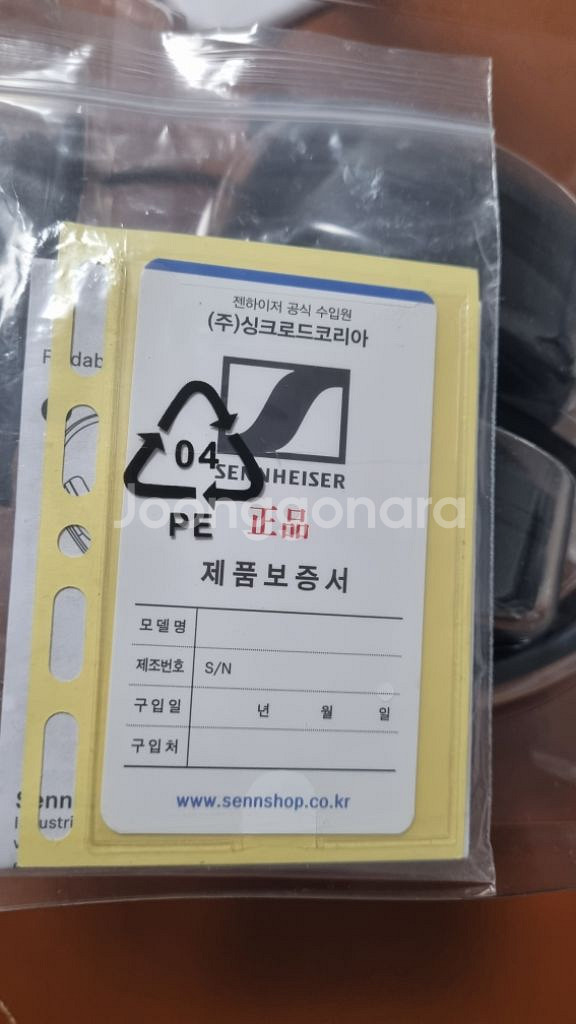 젠하이저 공식 수입원
(주)싱크로드코리아
04
PE
SENNHEISER
Joonggonara
正品
제품보증서
모델명
제조번호 S/N
구입일 년 월 일
구입처
www.sennshop.co.kr
Senn